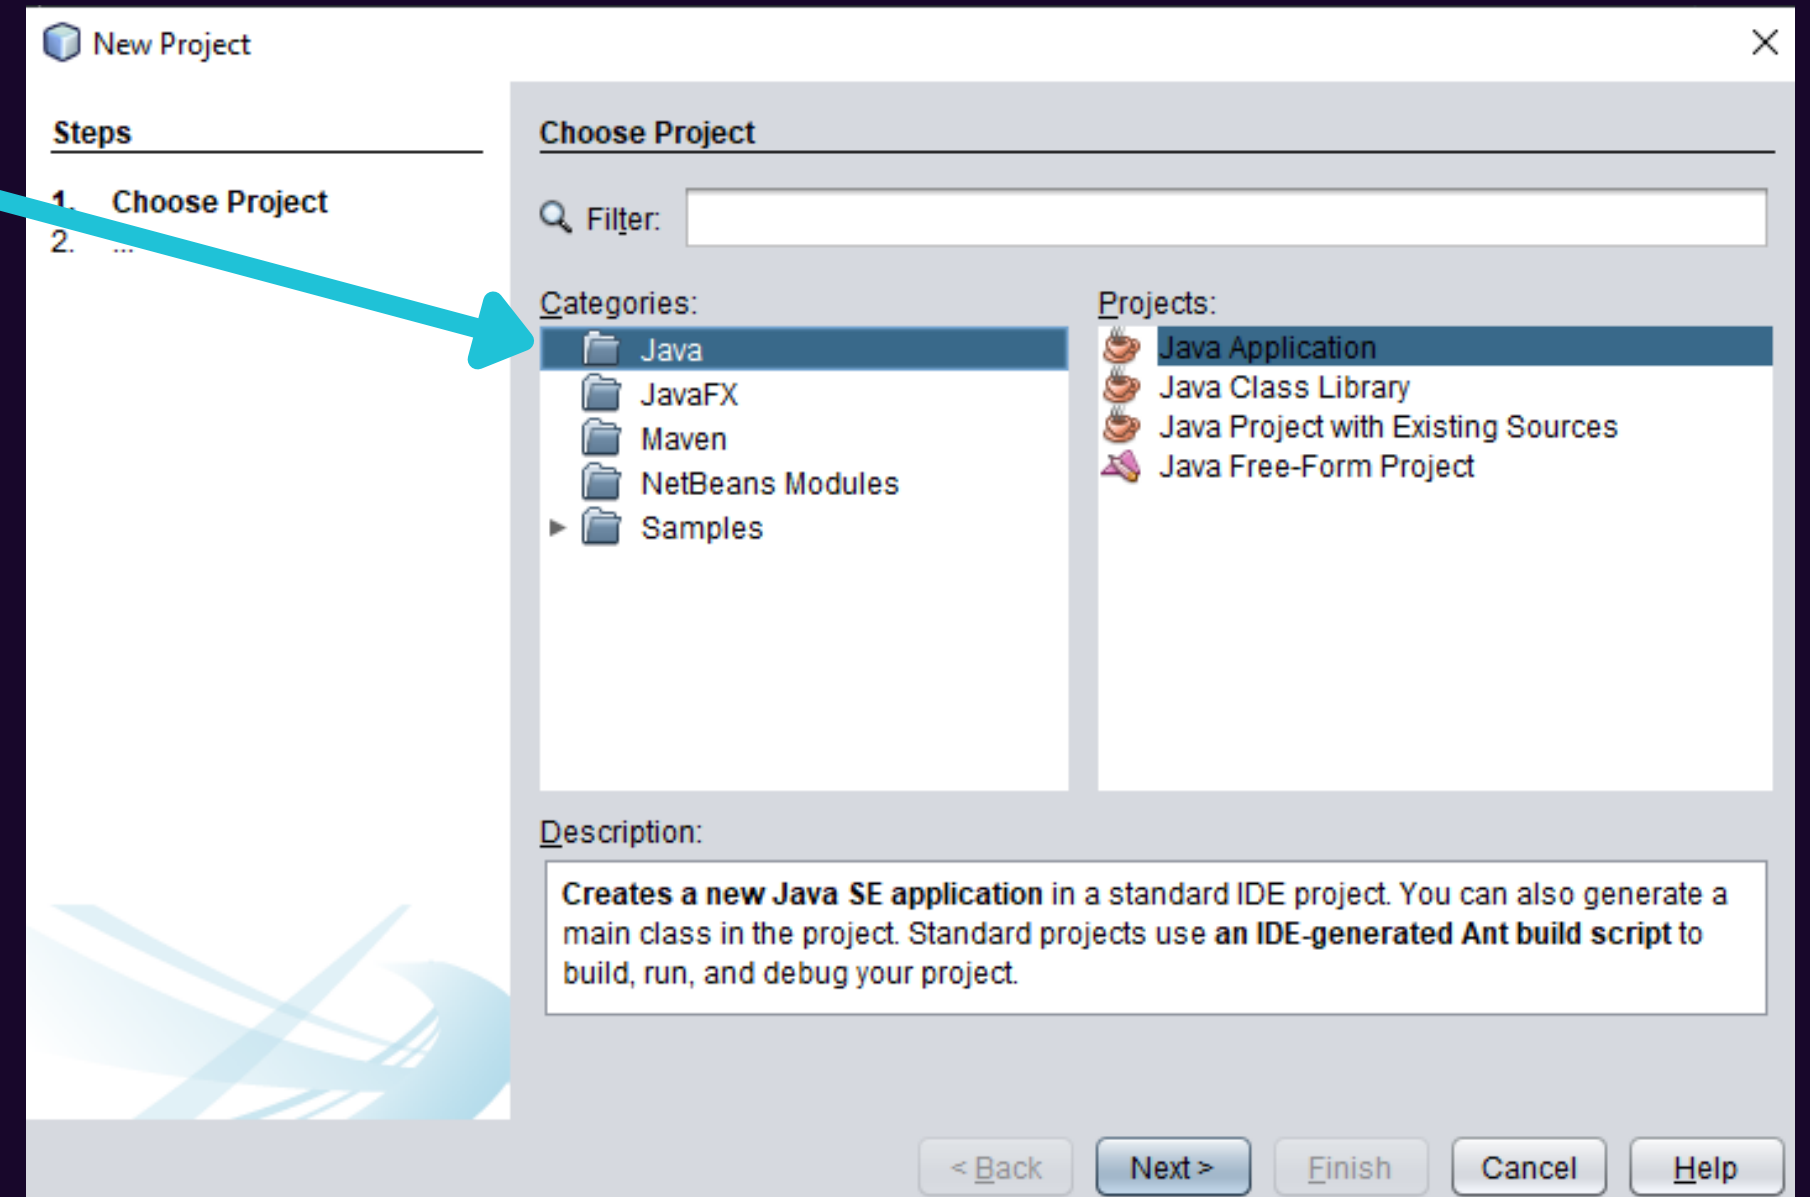 New Project
Steps
1. Choose Project
2. ...
Choose Project
Filter:
Categories:
Java
JavaFX
Maven
NetBeans Modules
Samples
Projects:
Java Application
Java Class Library
Java Project with Existing Sources
Java Free-Form Project
Description:
Creates a new Java SE application in a standard IDE project. You can also generate a
main class in the project. Standard projects use an IDE-generated Ant build script to
build, run, and debug your project.
< Back
Next >
Finish
Cancel
Help